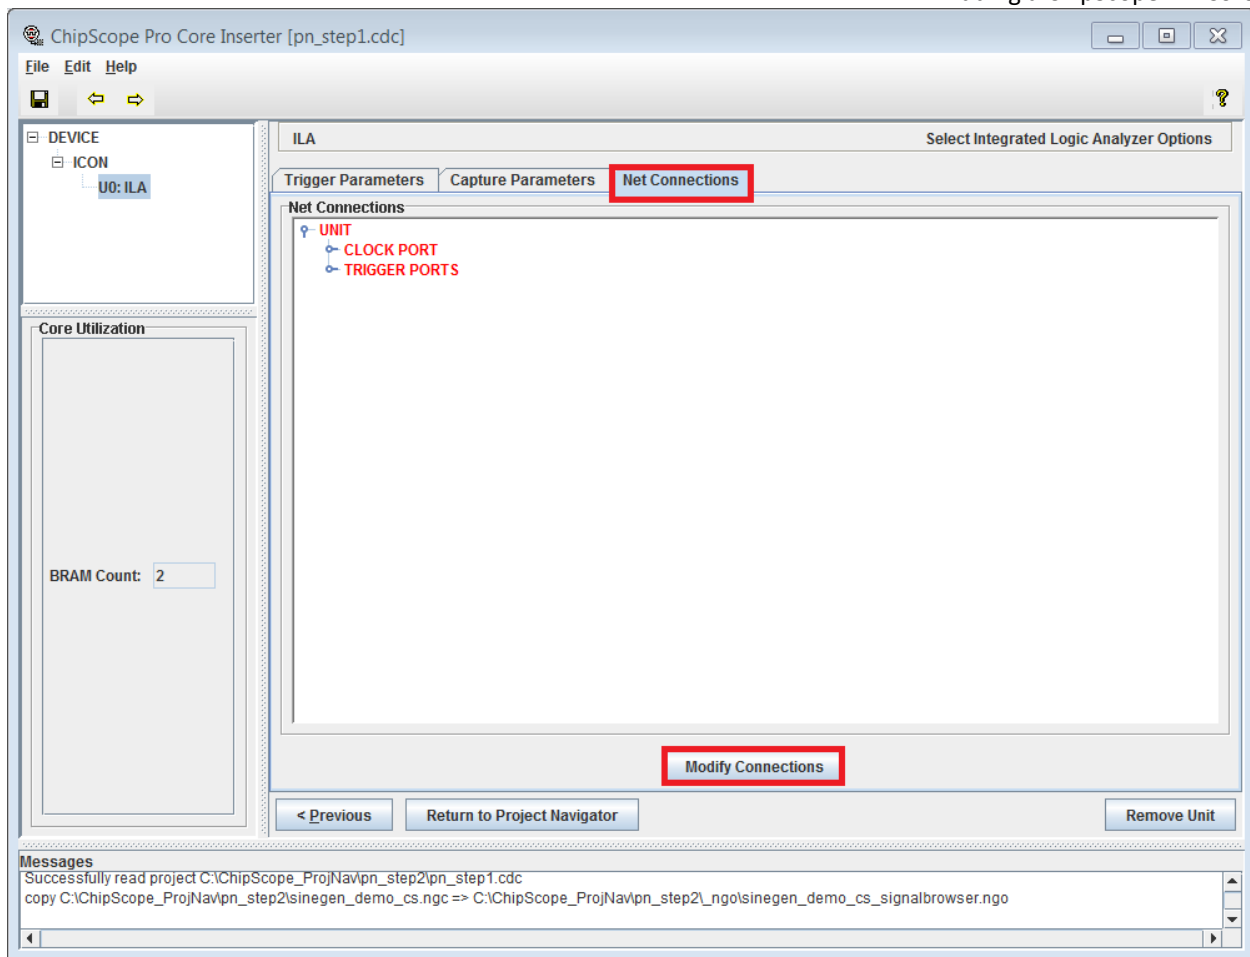 ChipScope Pro Core Inserter [pn_step1.cdc]
File Edit Help
DEVICE
ICON
U0: ILA
ILA
Select Integrated Logic Analyzer Options
Trigger Parameters
Capture Parameters
Net Connections
Net Connections
UNIT
CLOCK PORT
TRIGGER PORTS
Core Utilization
BRAM Count: 2
Modify Connections
< Previous
Return to Project Navigator
Remove Unit
Messages
Successfully read project C:\ChipScope_ProjNav\pn_step2\pn_step1.cdc
copy C:\ChipScope_ProjNav\pn_step2\sinegen_demo_cs.ngc => C:\ChipScope_ProjNav\pn_step2\_ngo\sinegen_demo_cs_signalbrowser.ngo